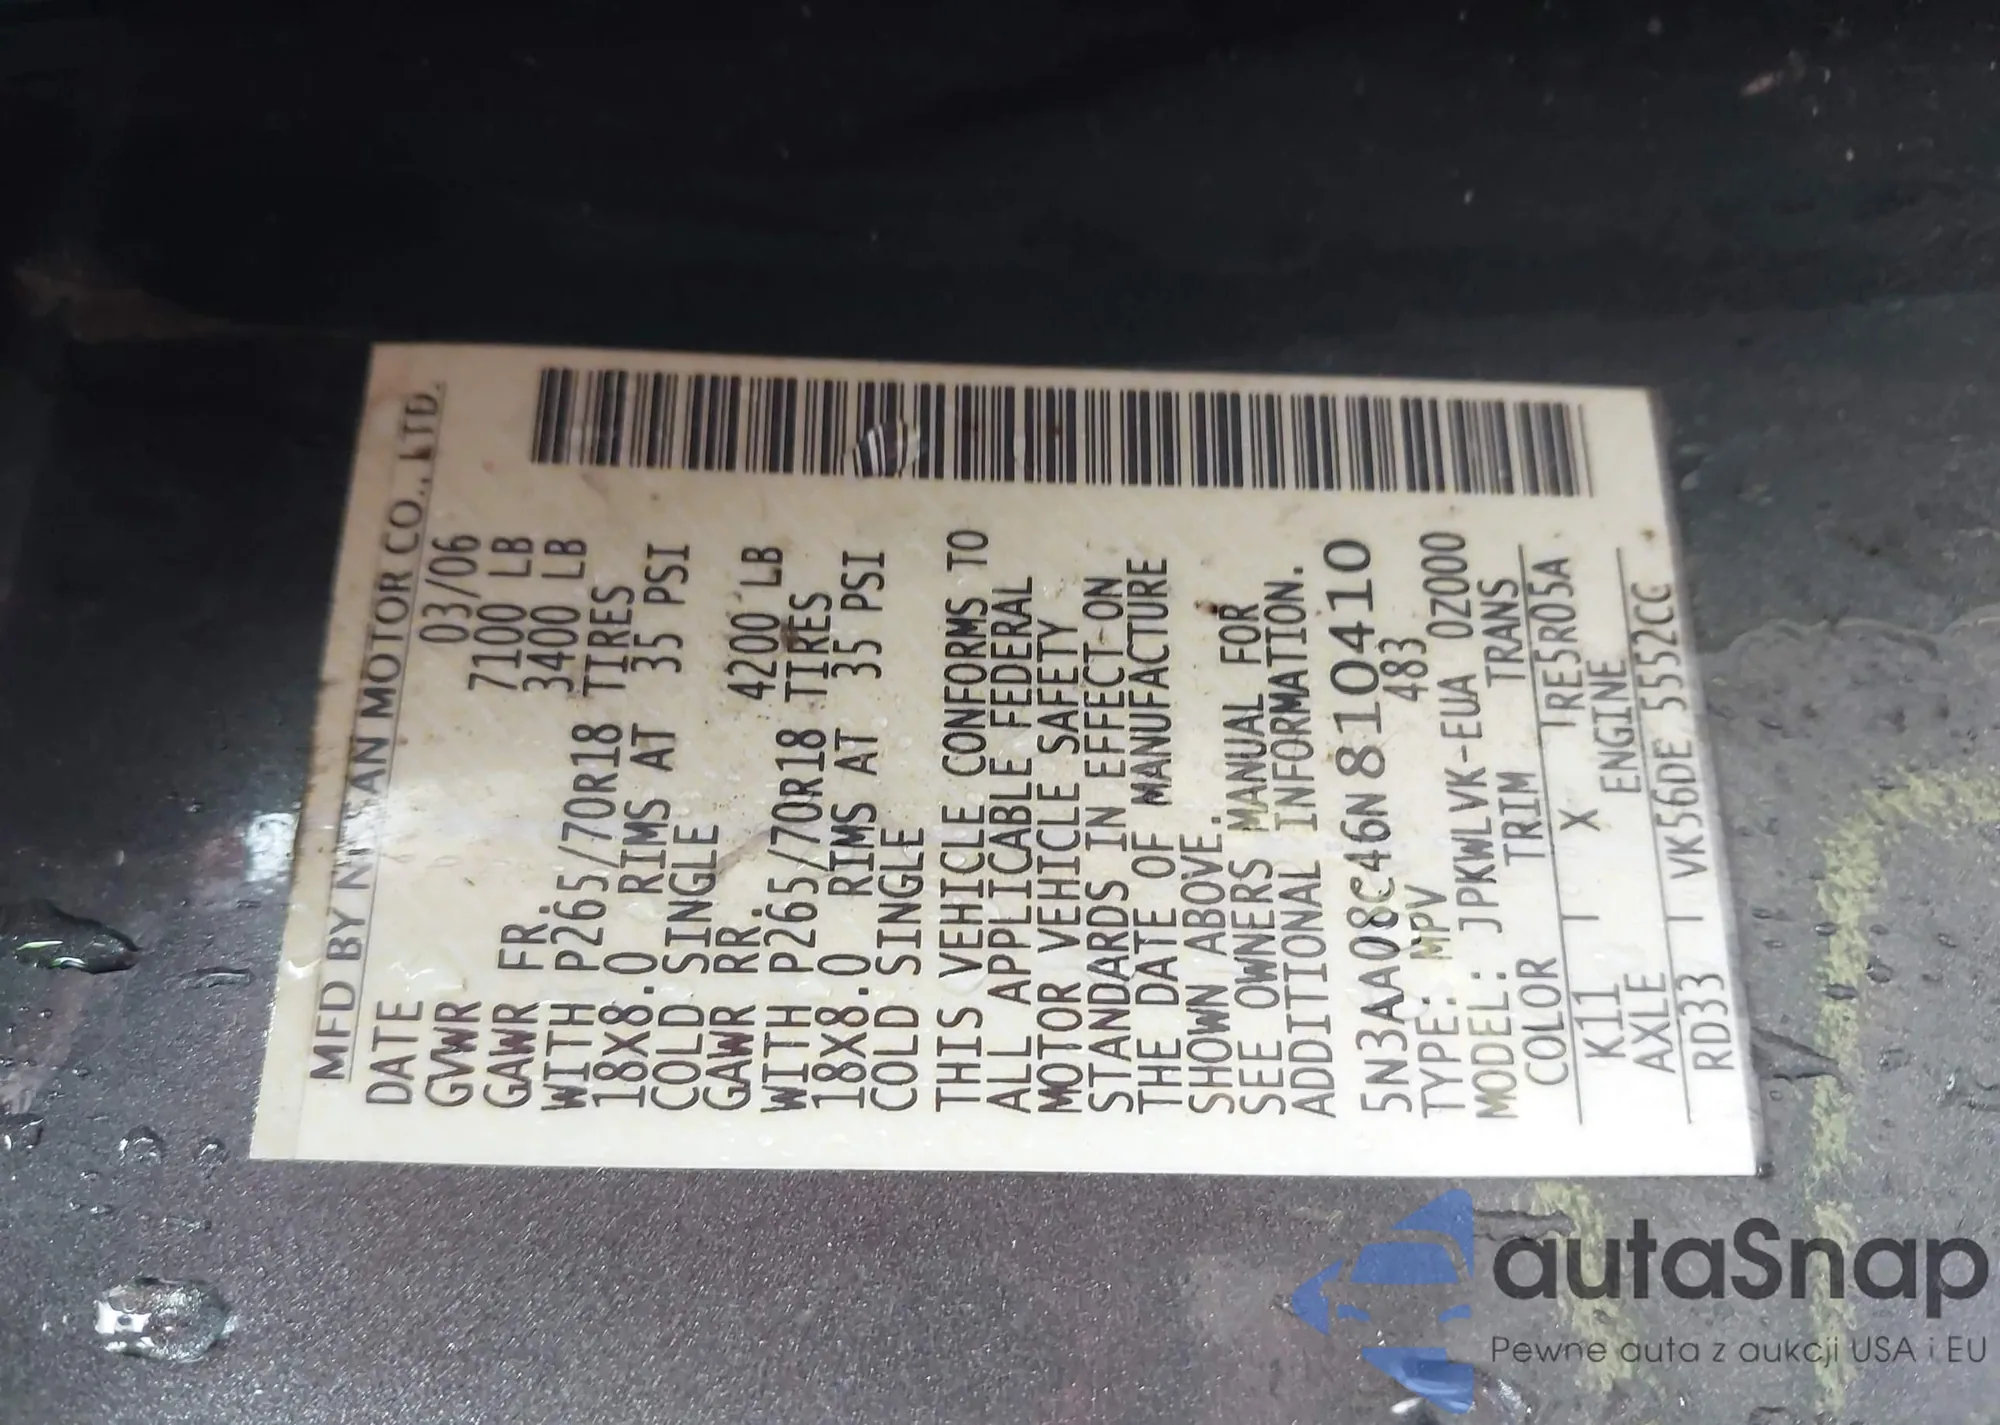 MFD BY NISSAN MOTOR CO., LTD.
DATE 03/06
GVWR 7100 LB
GAWR FR. 3400 LB
WITH P265/70R18 TIRES
18X8.0 RIMS AT 35 PSI
COLD SINGLE
GAWR RR. 4200 LB
WITH P265/70R18 TIRES
18X8.0 RIMS AT 35 PSI
COLD SINGLE
THIS VEHICLE CONFORMS TO
ALL APPLICABLE FEDERAL
MOTOR VEHICLE SAFETY
STANDARDS IN EFFECT ON
THE DATE OF MANUFACTURE
SHOWN ABOVE.
SEE OWNERS MANUAL FOR
ADDITIONAL INFORMATION.
5N3AA08C46N810410
TYPE: MPV 483
MODEL: JPKWLVK-EUA 0Z000
COLOR TRIM TRANS
K11 X RE5R05A
AXLE ENGINE
RD33 VK56DE 5552CC
autaSnap
Pewne auta z aukcji USA i EU